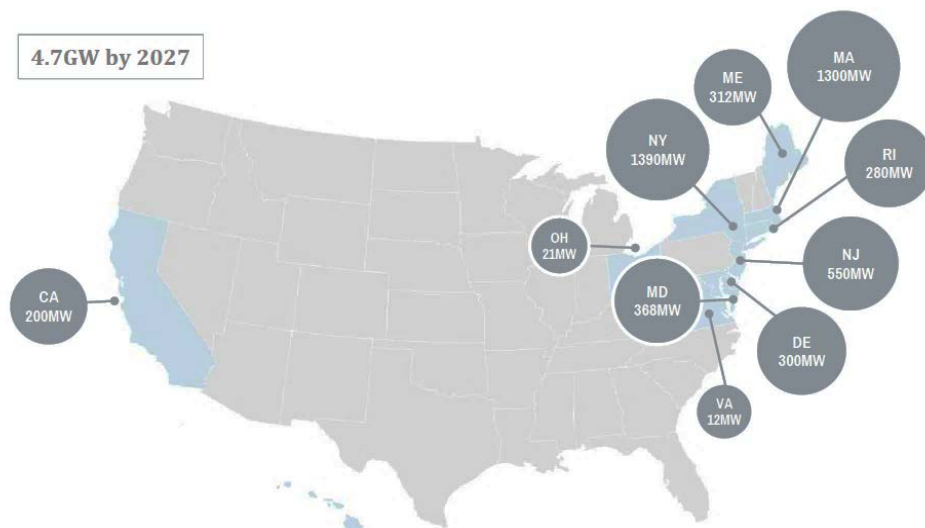 4.7GW by 2027
MA
1300MW
ME
312MW
NY
1390MW
RI
280MW
OH
21MW
NJ
550MW
CA
200MW
MD
368MW
DE
300MW
VA
12MW